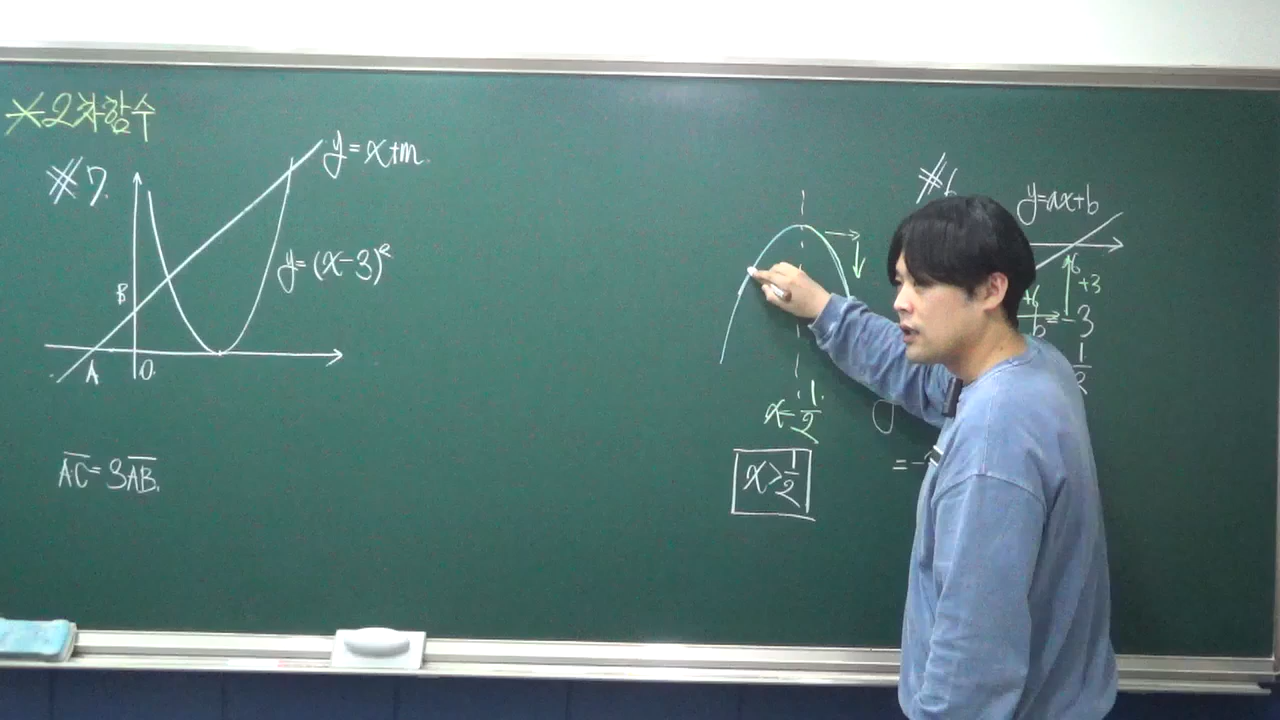 ※2차함수
#7.
y=x+m.
y=(x-3)²
B
A
O
AC=3AB.
x=1/2
x>1/2
#6
y=ax+b
+3
+6
b=-3
1/2
y
=-